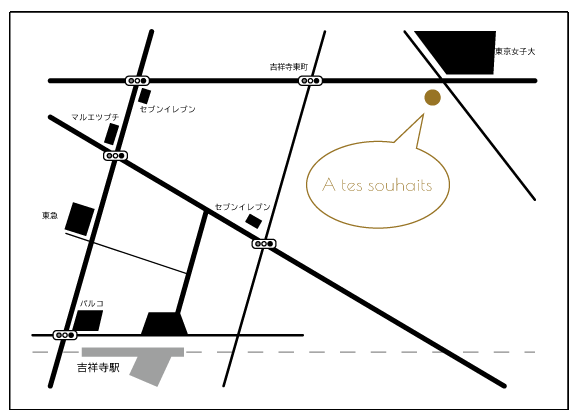 東京女子大
吉祥寺東町
セブンイレブン
マルエツプチ
A tes souhaits
セブンイレブン
東急
パルコ
吉祥寺駅